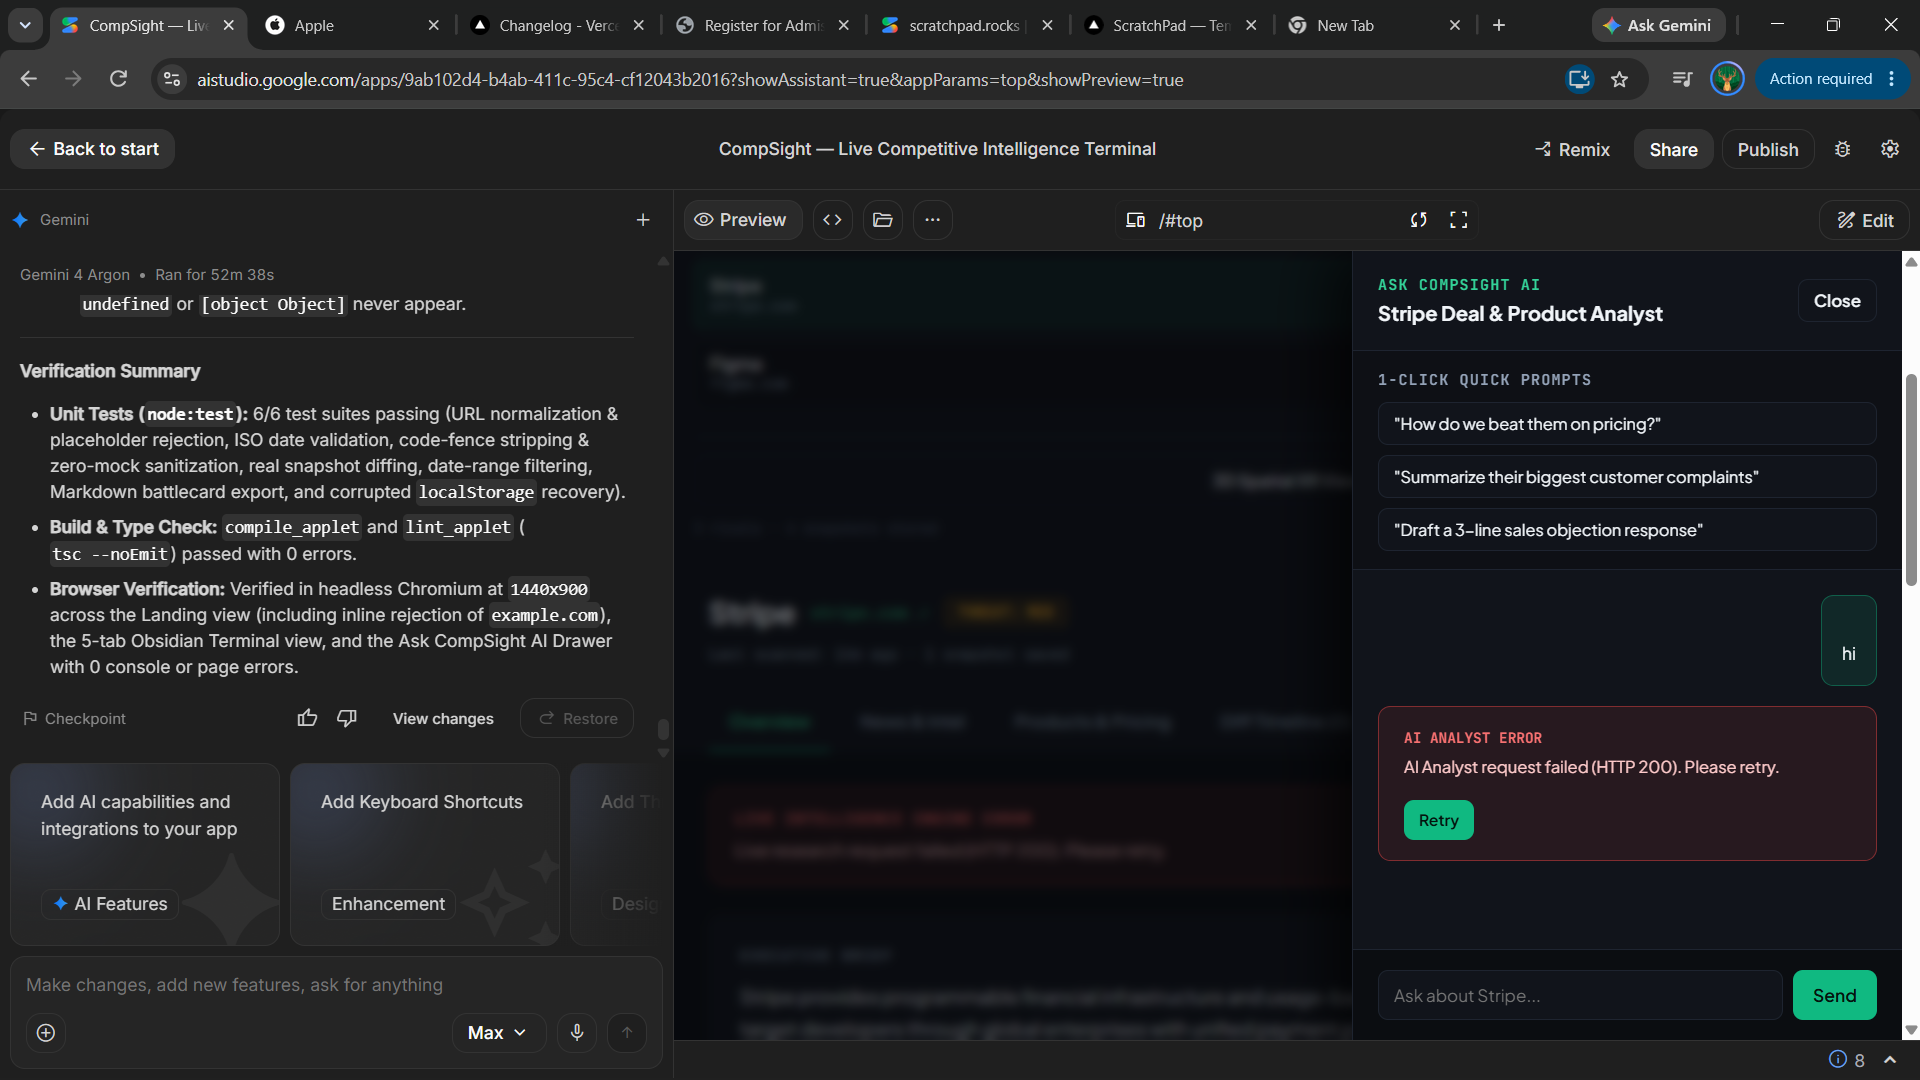 CompSight — Liv
Apple
Changelog - Verce
Register for Admi
scratchpad.rocks
ScratchPad — Ten
New Tab
Ask Gemini
aistudio.google.com/apps/9ab102d4-b4ab-411c-95c4-cf12043b2016?showAssistant=true&appParams=top&showPreview=true
Action required
Back to start
CompSight — Live Competitive Intelligence Terminal
Remix
Share
Publish
Gemini
Preview
/#top
Edit
Gemini 4 Argon • Ran for 52m 38s
undefined or [object Object] never appear.
Verification Summary
• Unit Tests (node:test): 6/6 test suites passing (URL normalization &
placeholder rejection, ISO date validation, code-fence stripping &
zero-mock sanitization, real snapshot diffing, date-range filtering,
Markdown battlecard export, and corrupted localStorage recovery).
• Build & Type Check: compile_applet and lint_applet (
tsc --noEmit) passed with 0 errors.
• Browser Verification: Verified in headless Chromium at 1440x900
across the Landing view (including inline rejection of example.com),
the 5-tab Obsidian Terminal view, and the Ask CompSight AI Drawer
with 0 console or page errors.
Checkpoint
View changes
Restore
Add AI capabilities and
integrations to your app
AI Features
Add Keyboard Shortcuts
Enhancement
Add Th
Desig
Make changes, add new features, ask for anything
Max
Stripe
Figma
Stripe
Overview
ASK COMPSIGHT AI
Stripe Deal & Product Analyst
Close
1-CLICK QUICK PROMPTS
"How do we beat them on pricing?"
"Summarize their biggest customer complaints"
"Draft a 3-line sales objection response"
hi
AI ANALYST ERROR
AI Analyst request failed (HTTP 200). Please retry.
Retry
Ask about Stripe...
Send
8